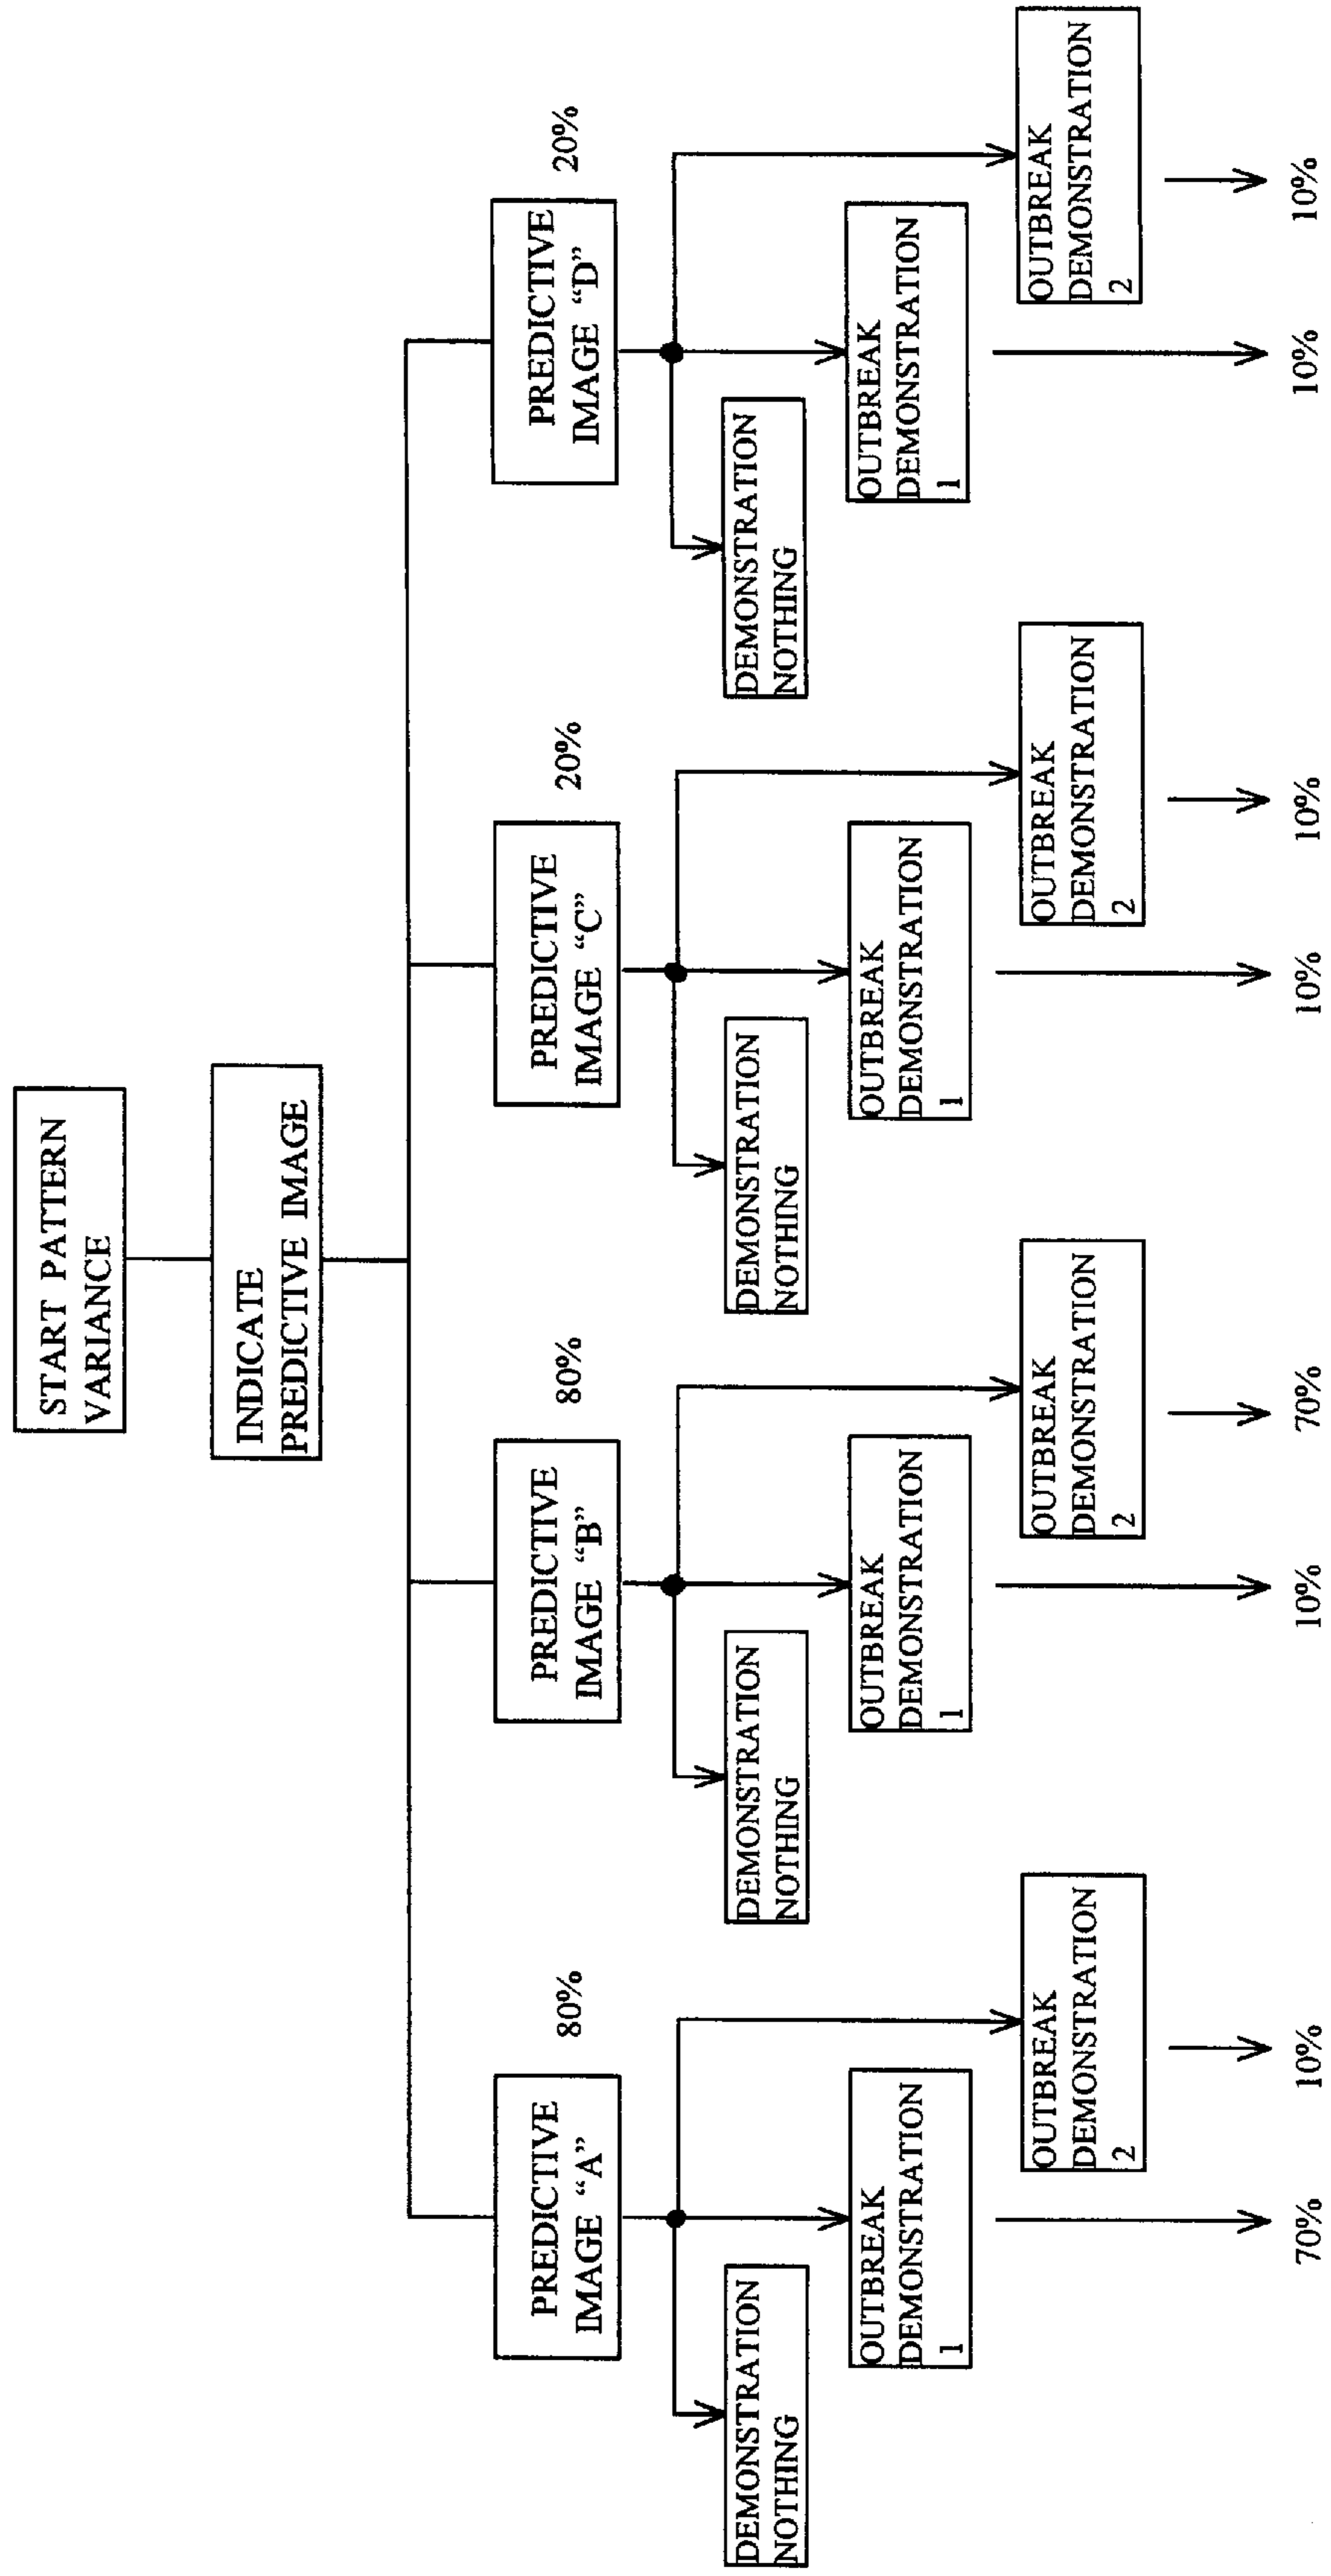 START PATTERN
VARIANCE
INDICATE
PREDICTIVE IMAGE
PREDICTIVE
IMAGE “A”
80%
DEMONSTRATION
NOTHING
OUTBREAK
DEMONSTRATION
1
OUTBREAK
DEMONSTRATION
2
70%
10%
PREDICTIVE
IMAGE “B”
80%
DEMONSTRATION
NOTHING
OUTBREAK
DEMONSTRATION
1
OUTBREAK
DEMONSTRATION
2
10%
70%
PREDICTIVE
IMAGE “C”
20%
DEMONSTRATION
NOTHING
OUTBREAK
DEMONSTRATION
1
OUTBREAK
DEMONSTRATION
2
10%
10%
PREDICTIVE
IMAGE “D”
20%
DEMONSTRATION
NOTHING
OUTBREAK
DEMONSTRATION
1
OUTBREAK
DEMONSTRATION
2
10%
10%